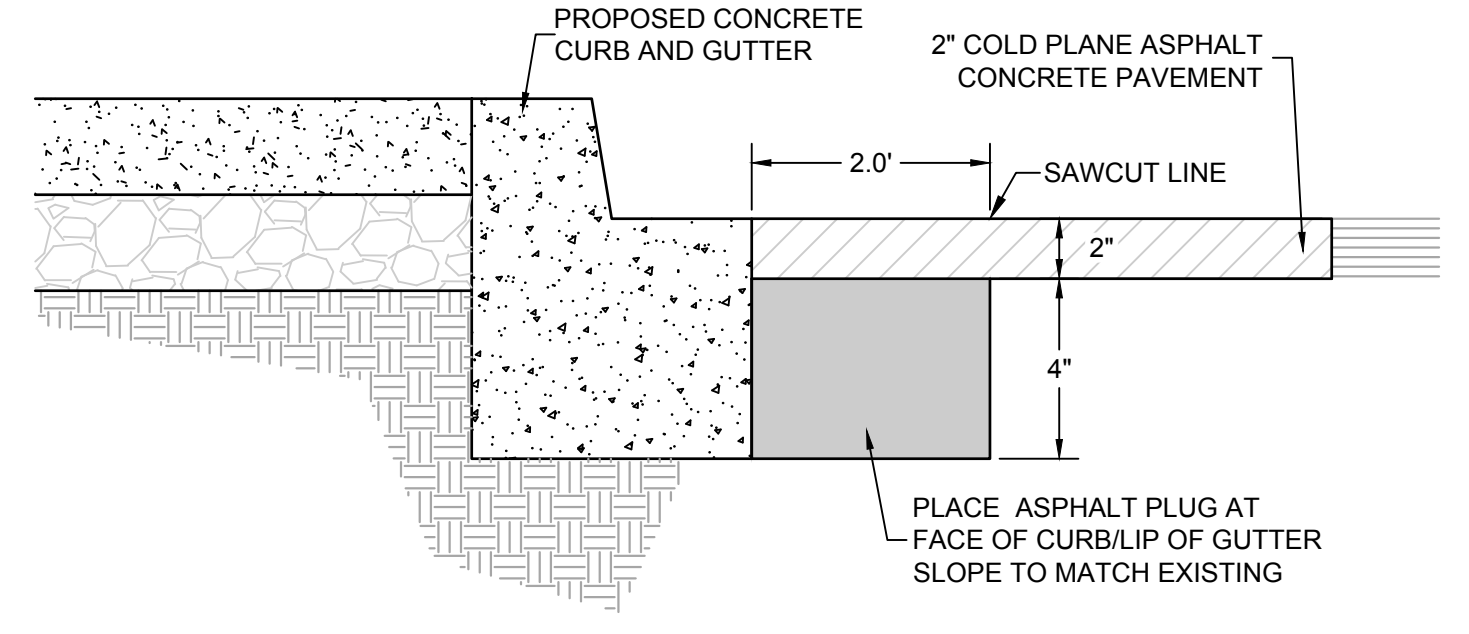 PROPOSED CONCRETE
CURB AND GUTTER
2" COLD PLANE ASPHALT
CONCRETE PAVEMENT
2.0'
SAWCUT LINE
2"
4"
PLACE ASPHALT PLUG AT
FACE OF CURB/LIP OF GUTTER
SLOPE TO MATCH EXISTING